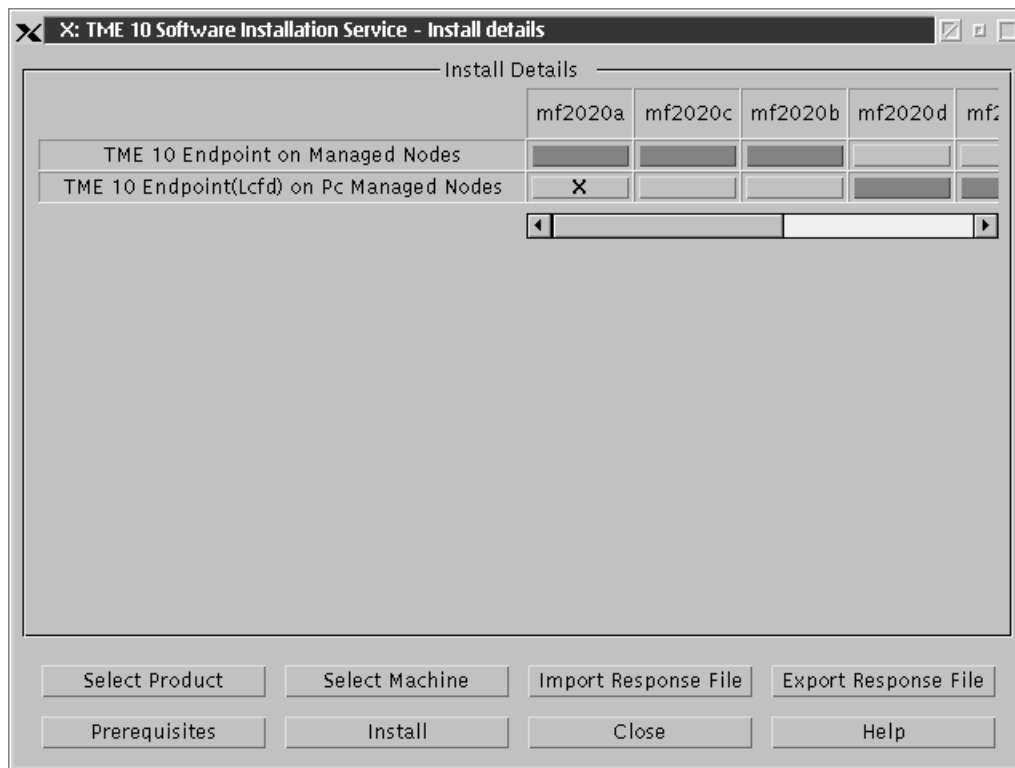 X: TME 10 Software Installation Service - Install details
Install Details
mf2020a mf2020c mf2020b mf2020d
TME 10 Endpoint on Managed Nodes
TME 10 Endpoint(Lcfd) on Pc Managed Nodes X
Select Product Select Machine Import Response File Export Response File
Prerequisites Install Close Help